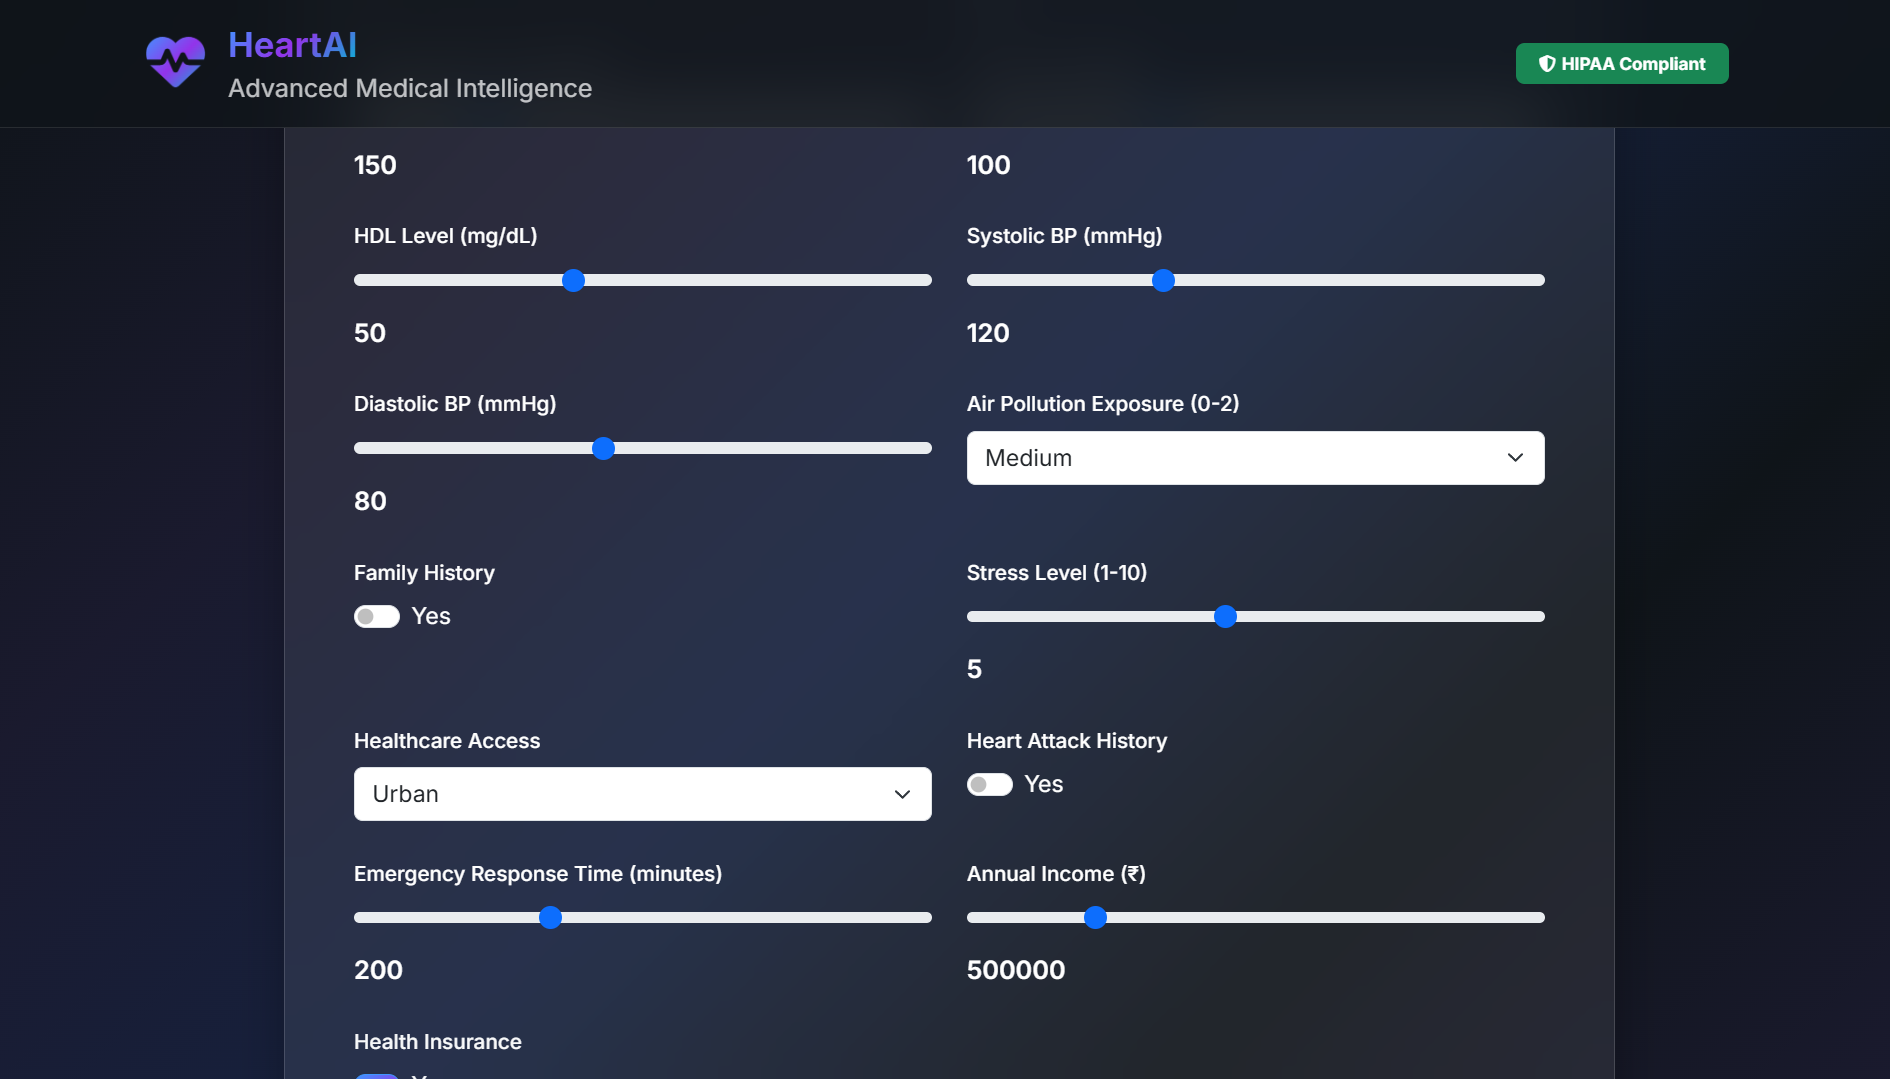 HeartAI
Advanced Medical Intelligence
HIPAA Compliant
150
100
HDL Level (mg/dL)
Systolic BP (mmHg)
50
120
Diastolic BP (mmHg)
Air Pollution Exposure (0-2)
Medium
80
Family History
Stress Level (1-10)
Yes
5
Healthcare Access
Heart Attack History
Urban
Yes
Emergency Response Time (minutes)
Annual Income (₹)
200
500000
Health Insurance